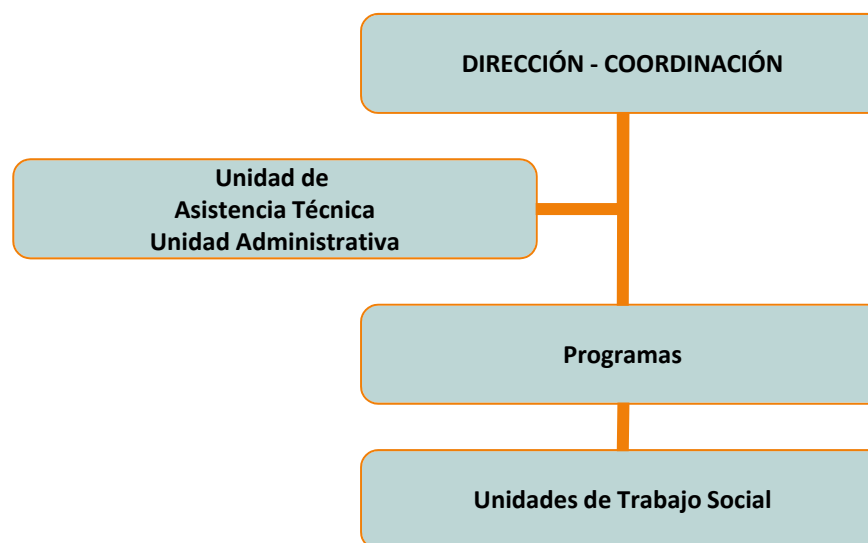 DIRECCIÓN - COORDINACIÓN
Unidad de
Asistencia Técnica
Unidad Administrativa
Programas
Unidades de Trabajo Social